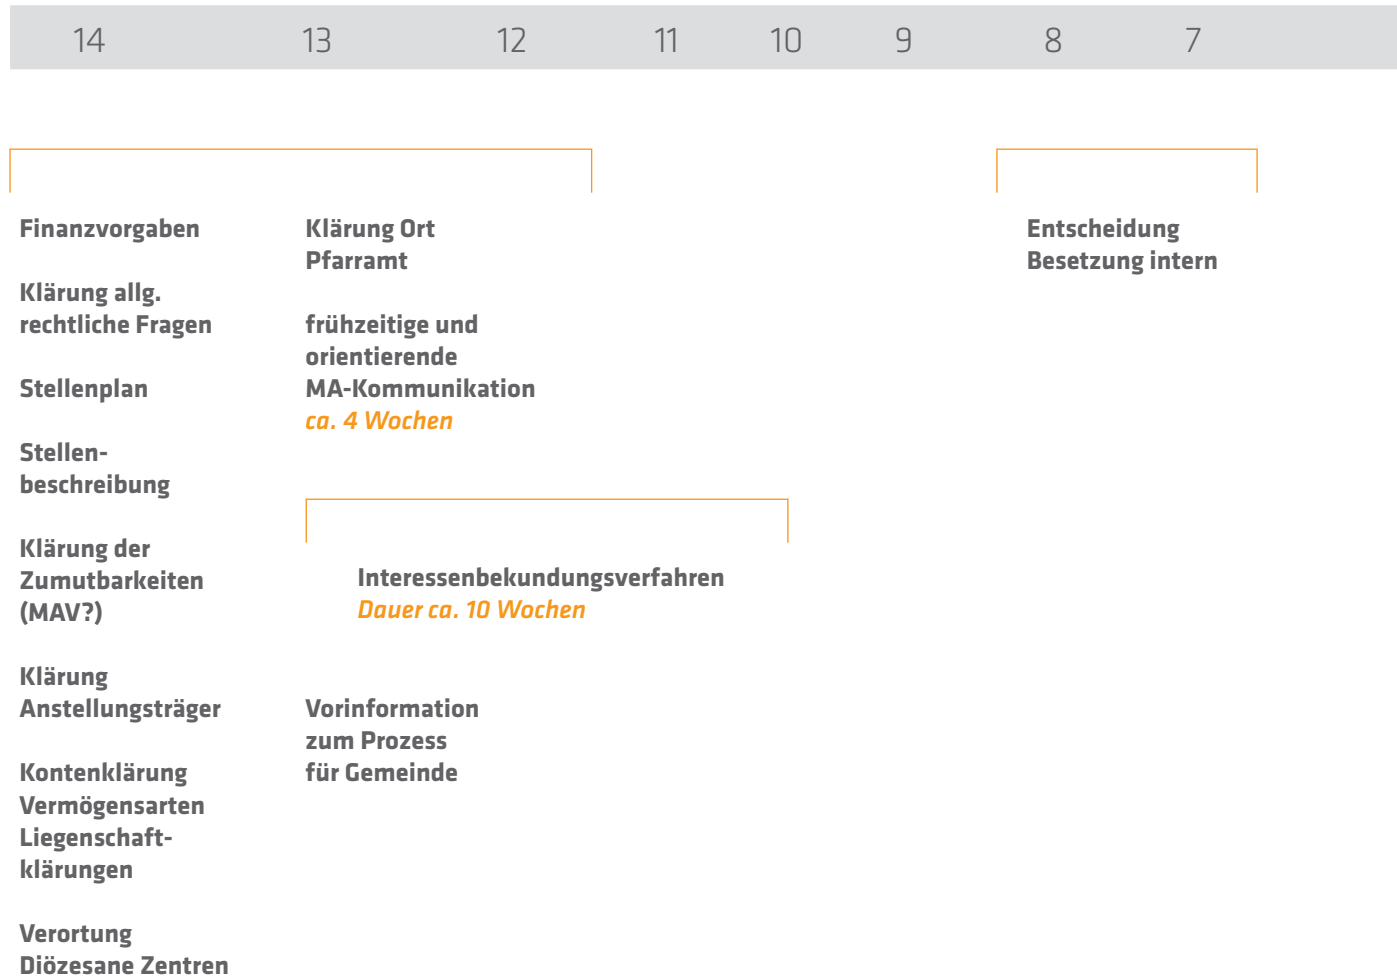 14 13 12 11 10 9 8 7
Finanzvorgaben
Klärung allg.
rechtliche Fragen
Stellenplan
Stellen-
beschreibung
Klärung der
Zumutbarkeiten
(MAV?)
Klärung
Anstellungsträger
Kontenklärung
Vermögensarten
Liegenschaft-
klärungen
Verortung
Diözesane Zentren
Klärung Ort
Pfarramt
frühzeitige und
orientierende
MA-Kommunikation
ca. 4 Wochen
Interessenbekundungsverfahren
Dauer ca. 10 Wochen
Vorinformation
zum Prozess
für Gemeinde
Entscheidung
Besetzung intern